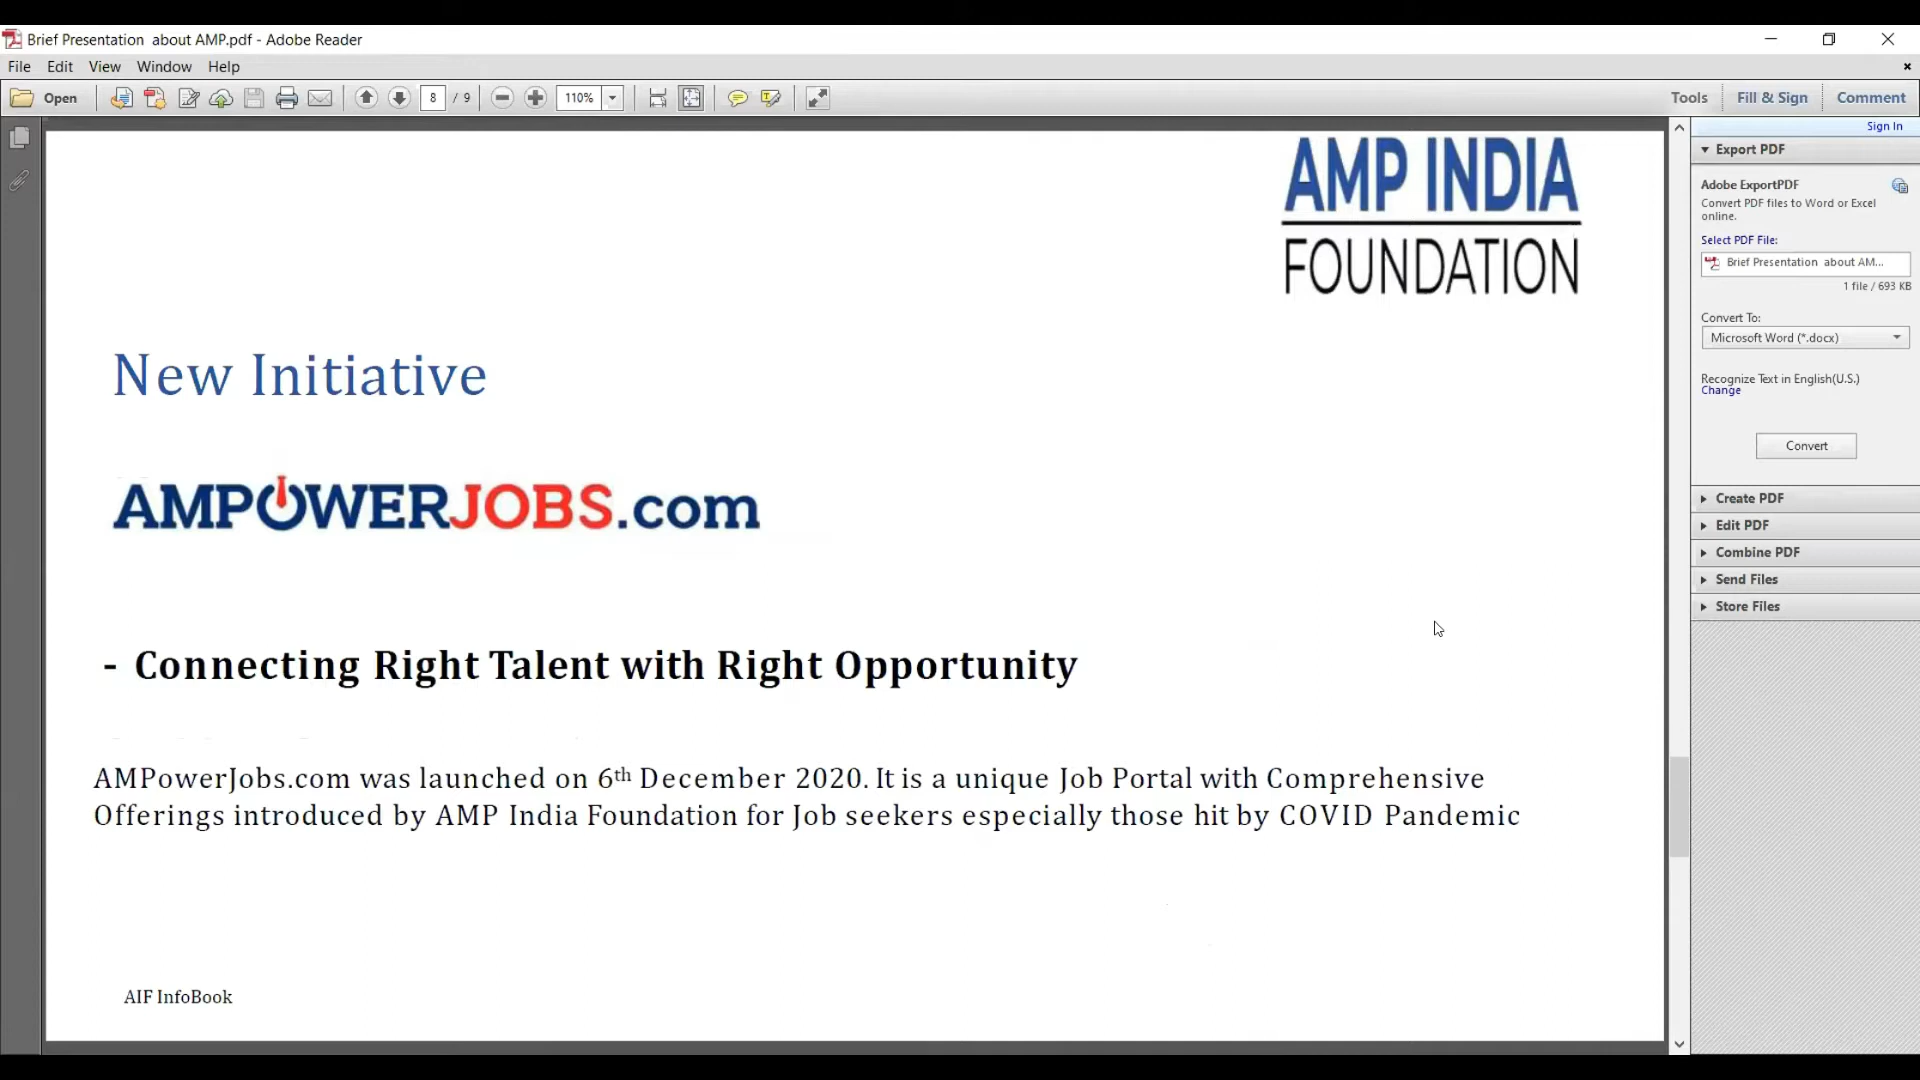 Brief Presentation  about AMP.pdf - Adobe Reader
File Edit View Window Help
Open 8 / 9 110% Tools Fill & Sign Comment
Sign In
Export PDF
Adobe ExportPDF
Convert PDF files to Word or Excel
online.
Select PDF File:
Brief Presentation  about AM...
1 file / 693 KB
Convert To:
Microsoft Word (*.docx)
Recognize Text in English(U.S.)
Change
Convert
Create PDF
Edit PDF
Combine PDF
Send Files
Store Files
AMP INDIA
FOUNDATION
New Initiative
AMPOWERJOBS.com
- Connecting Right Talent with Right Opportunity
AMPowerJobs.com was launched on 6th December 2020. It is a unique Job Portal with Comprehensive
Offerings introduced by AMP India Foundation for Job seekers especially those hit by COVID Pandemic
AIF InfoBook